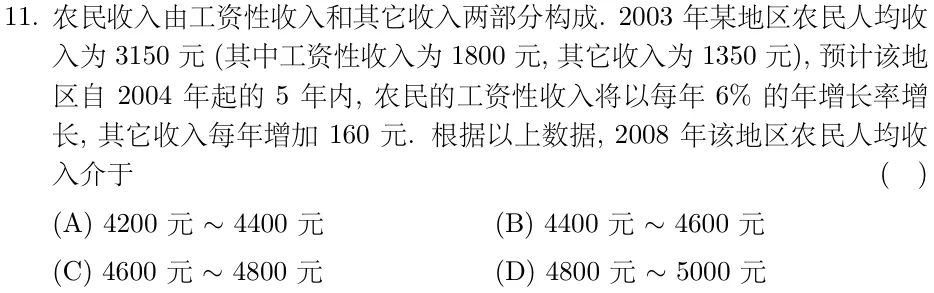 11. 农民收入由工资性收入和其它收入两部分构成. 2003 年某地区农民人均收
入为 3150 元 (其中工资性收入为 1800 元, 其它收入为 1350 元), 预计该地
区自 2004 年起的 5 年内, 农民的工资性收入将以每年 6% 的年增长率增
长, 其它收入每年增加 160 元. 根据以上数据, 2008 年该地区农民人均收
入介于 ( )
(A) 4200 元 ~ 4400 元 (B) 4400 元 ~ 4600 元
(C) 4600 元 ~ 4800 元 (D) 4800 元 ~ 5000 元